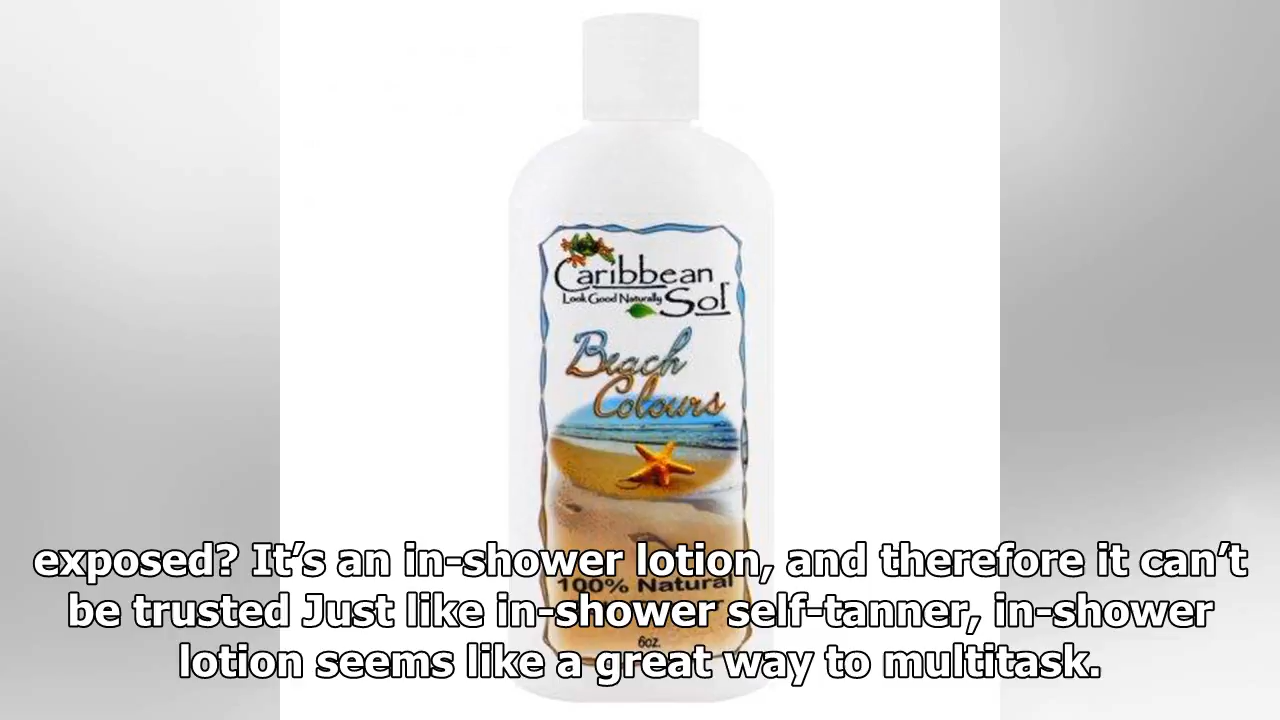 Caribbean
Look Good Naturally
Sol
Beach
Colours
exposed? It’s an in-shower lotion, and therefore it can’t
100% Natural
be trusted Just like in-shower self-tanner, in-shower
6oz.
lotion seems like a great way to multitask.